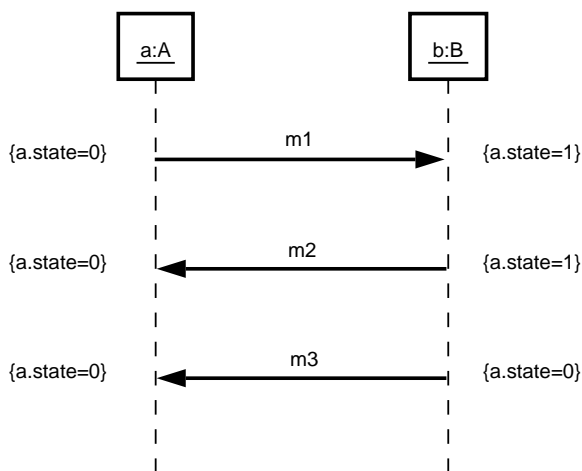 a:A b:B
{a.state=0} m1 {a.state=1}
{a.state=0} m2 {a.state=1}
{a.state=0} m3 {a.state=0}